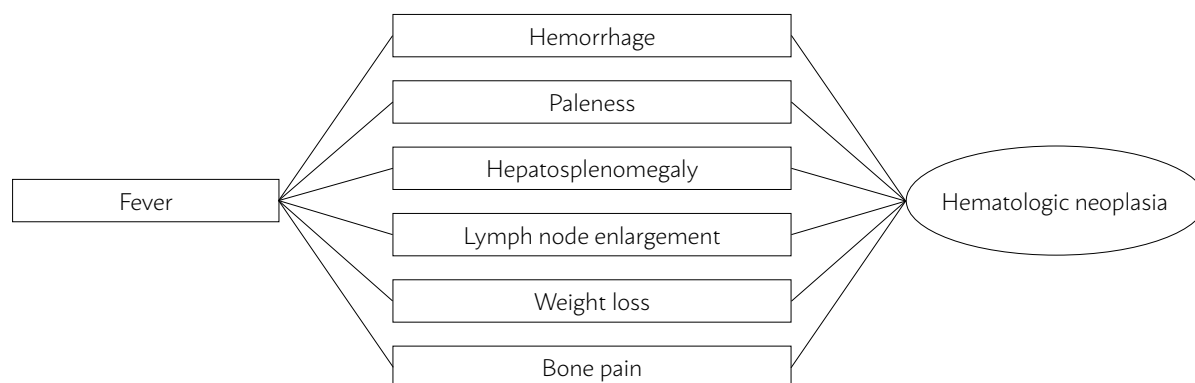 Fever
Hemorrhage
Paleness
Hepatosplenomegaly
Lymph node enlargement
Weight loss
Bone pain
Hematologic neoplasia